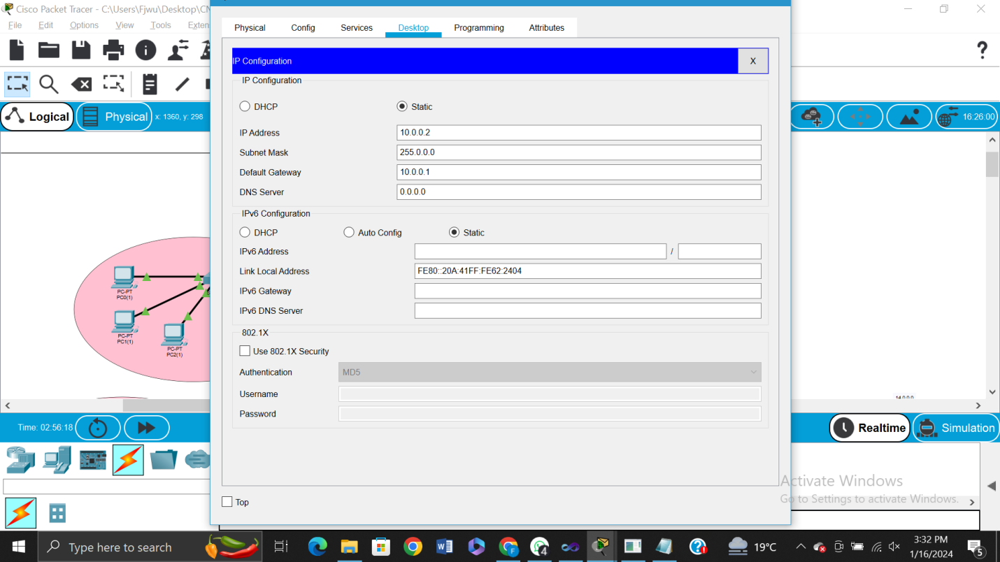 Cisco Packet Tracer - C:\Users\Fjwu\Desktop\CN
File Edit Options View Tools Exten
Physical Config Services Desktop Programming Attributes
IP Configuration X
IP Configuration
DHCP Static
IP Address 10.0.0.2
Subnet Mask 255.0.0.0
Default Gateway 10.0.0.1
DNS Server 0.0.0.0
IPv6 Configuration
DHCP Auto Config Static
IPv6 Address /
Link Local Address FE80::20A:41FF:FE62:2404
IPv6 Gateway
IPv6 DNS Server
802.1X
Use 802.1X Security
Authentication MD5
Username
Password
Top
Logical Physical x: 1360, y: 298
16:26:00
PC-PT
PC0(1)
PC-PT
PC1(1)
PC-PT
PC2(1)
Time: 02:56:18
Realtime Simulation
Activate Windows
Go to Settings to activate Windows.
Type here to search
4
19°C
3:32 PM
1/16/2024
5